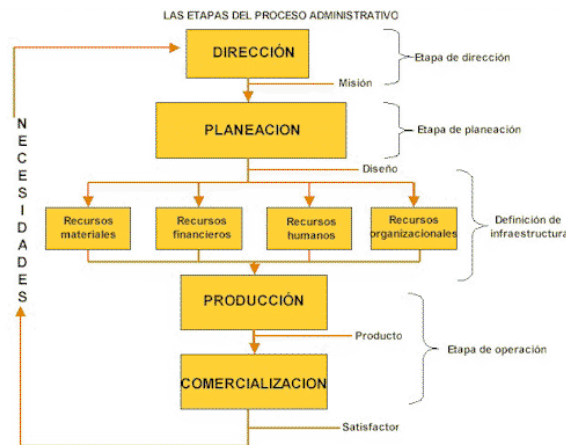 LAS ETAPAS DEL PROCESO ADMINISTRATIVO
DIRECCIÓN
Etapa de dirección
Misión
PLANEACION
Etapa de planeación
Diseño
Recursos
materiales
Recursos
financieros
Recursos
humanos
Recursos
organizacionales
Definición de
infraestructura
PRODUCCIÓN
Producto
Etapa de operación
COMERCIALIZACION
Satisfactor
NECESIDADES